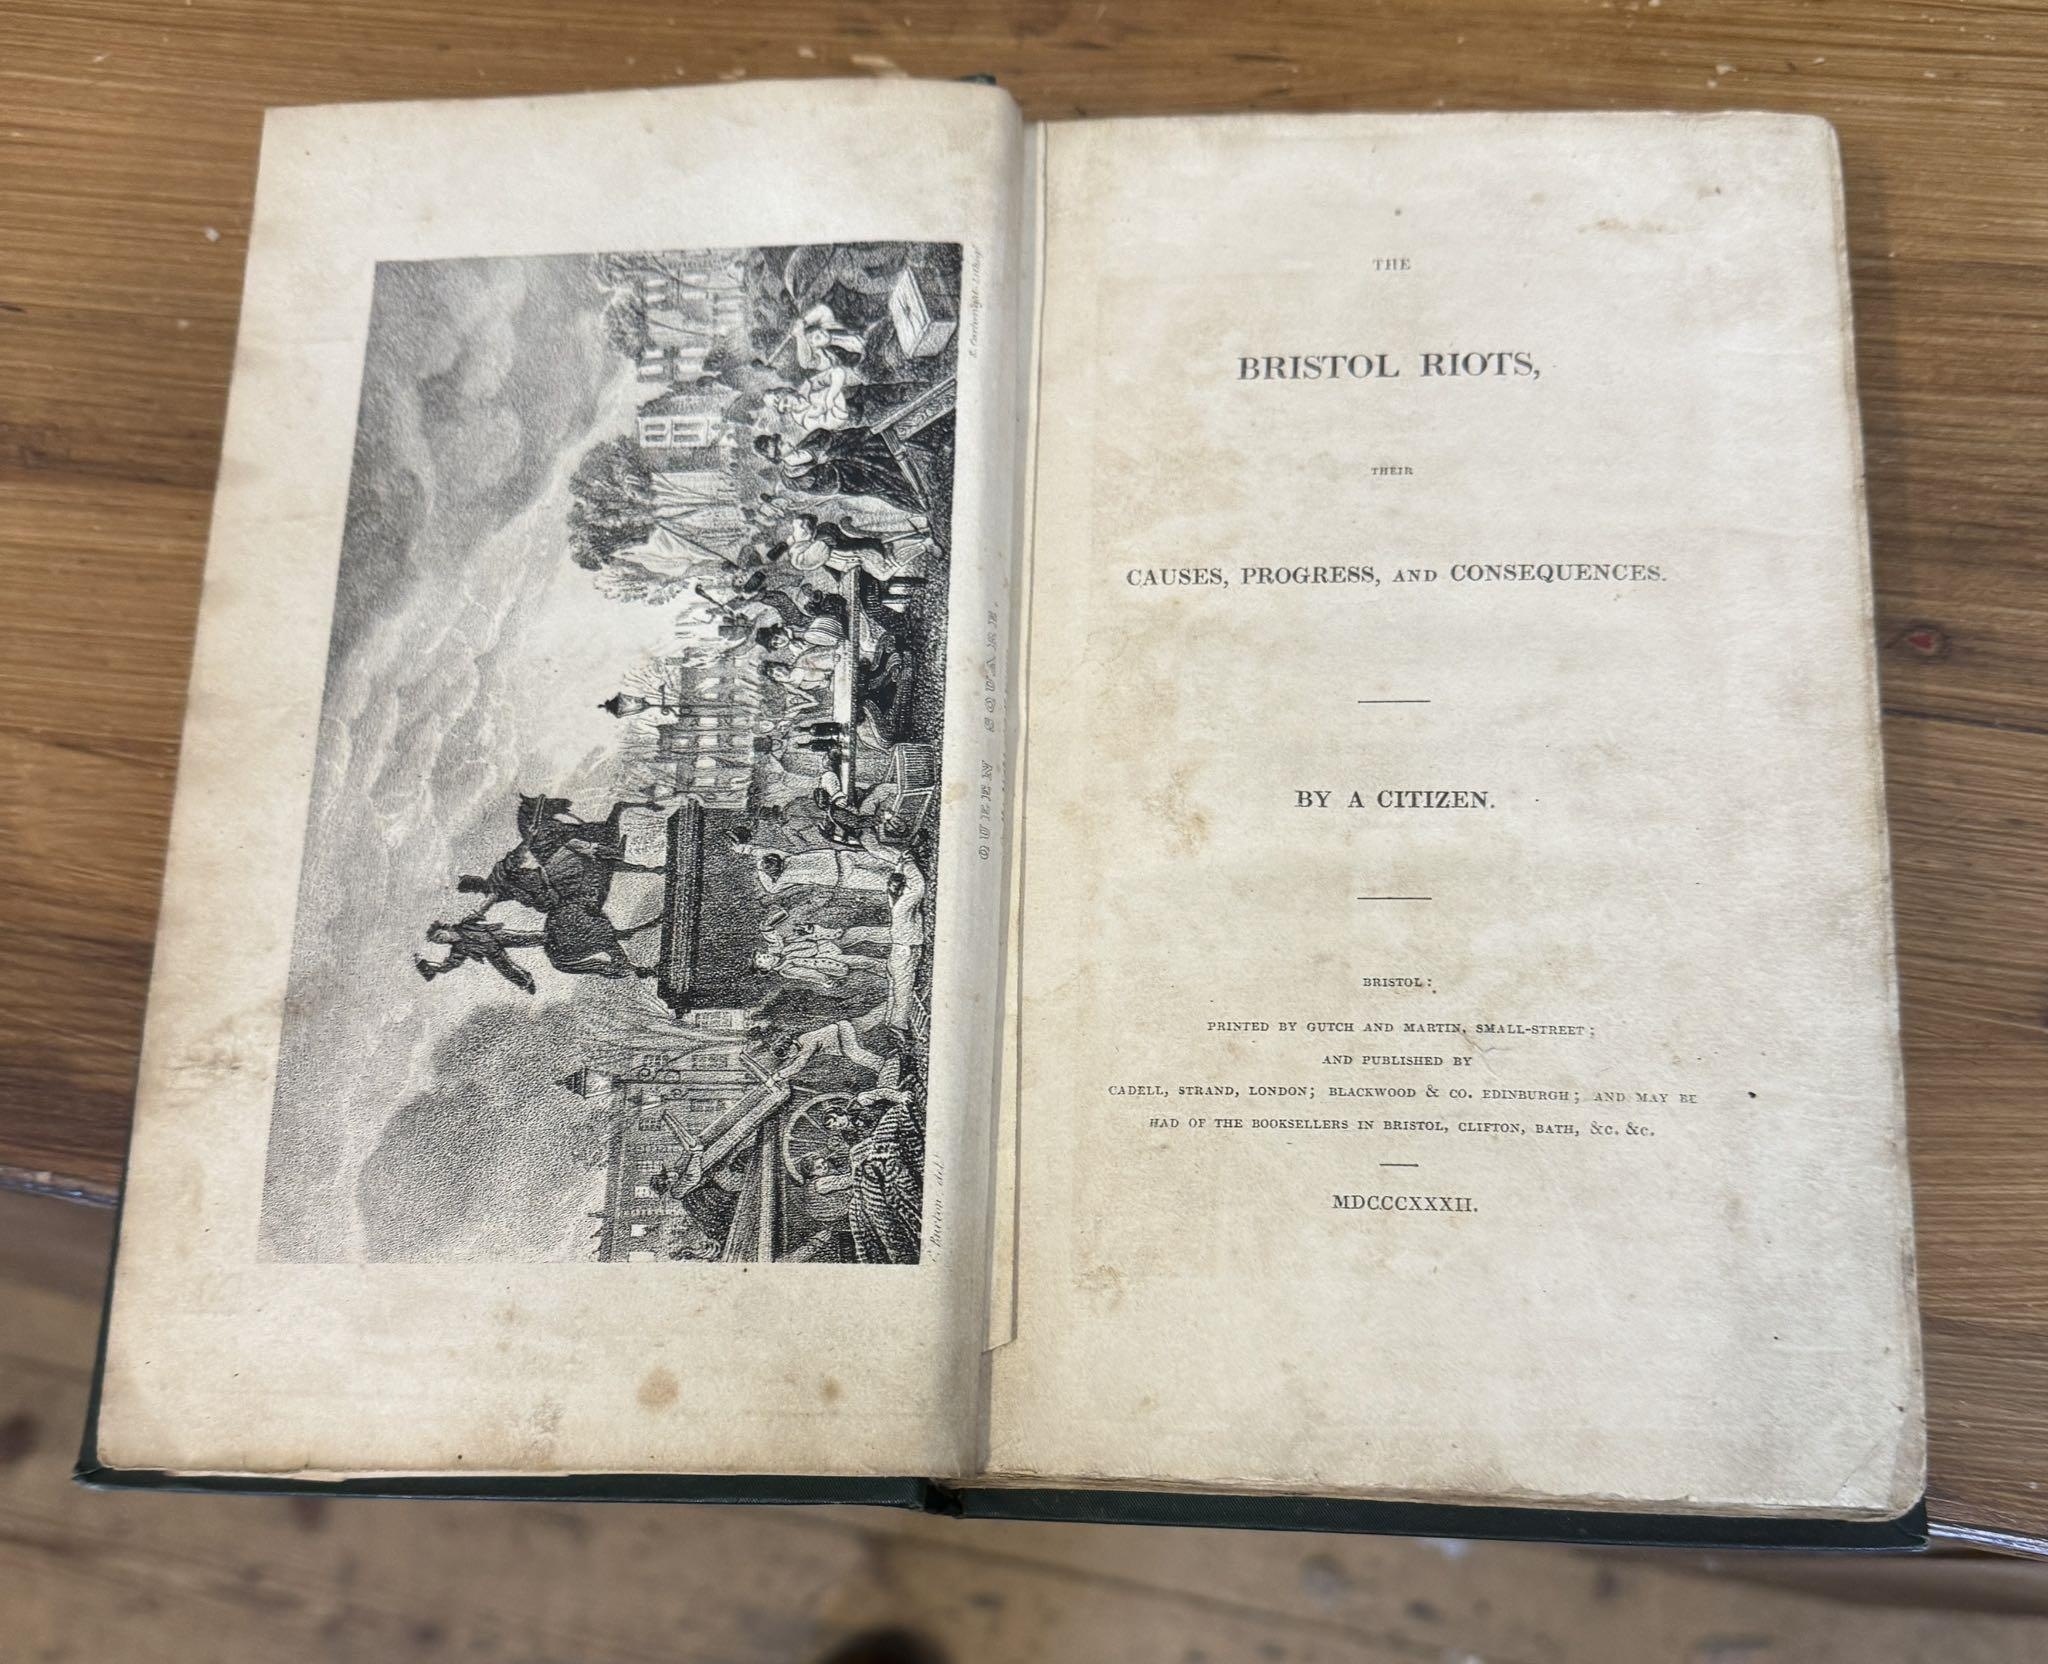 QUEEN SQUARE.
THE
BRISTOL RIOTS,
THEIR
CAUSES, PROGRESS, AND CONSEQUENCES.
BY A CITIZEN.
BRISTOL:
PRINTED BY GUTCH AND MARTIN, SMALL-STREET;
AND PUBLISHED BY
CADELL, STRAND, LONDON; BLACKWOOD & CO. EDINBURGH; AND MAY BE
HAD OF THE BOOKSELLERS IN BRISTOL, CLIFTON, BATH, &c. &c.
MDCCCXXXII.